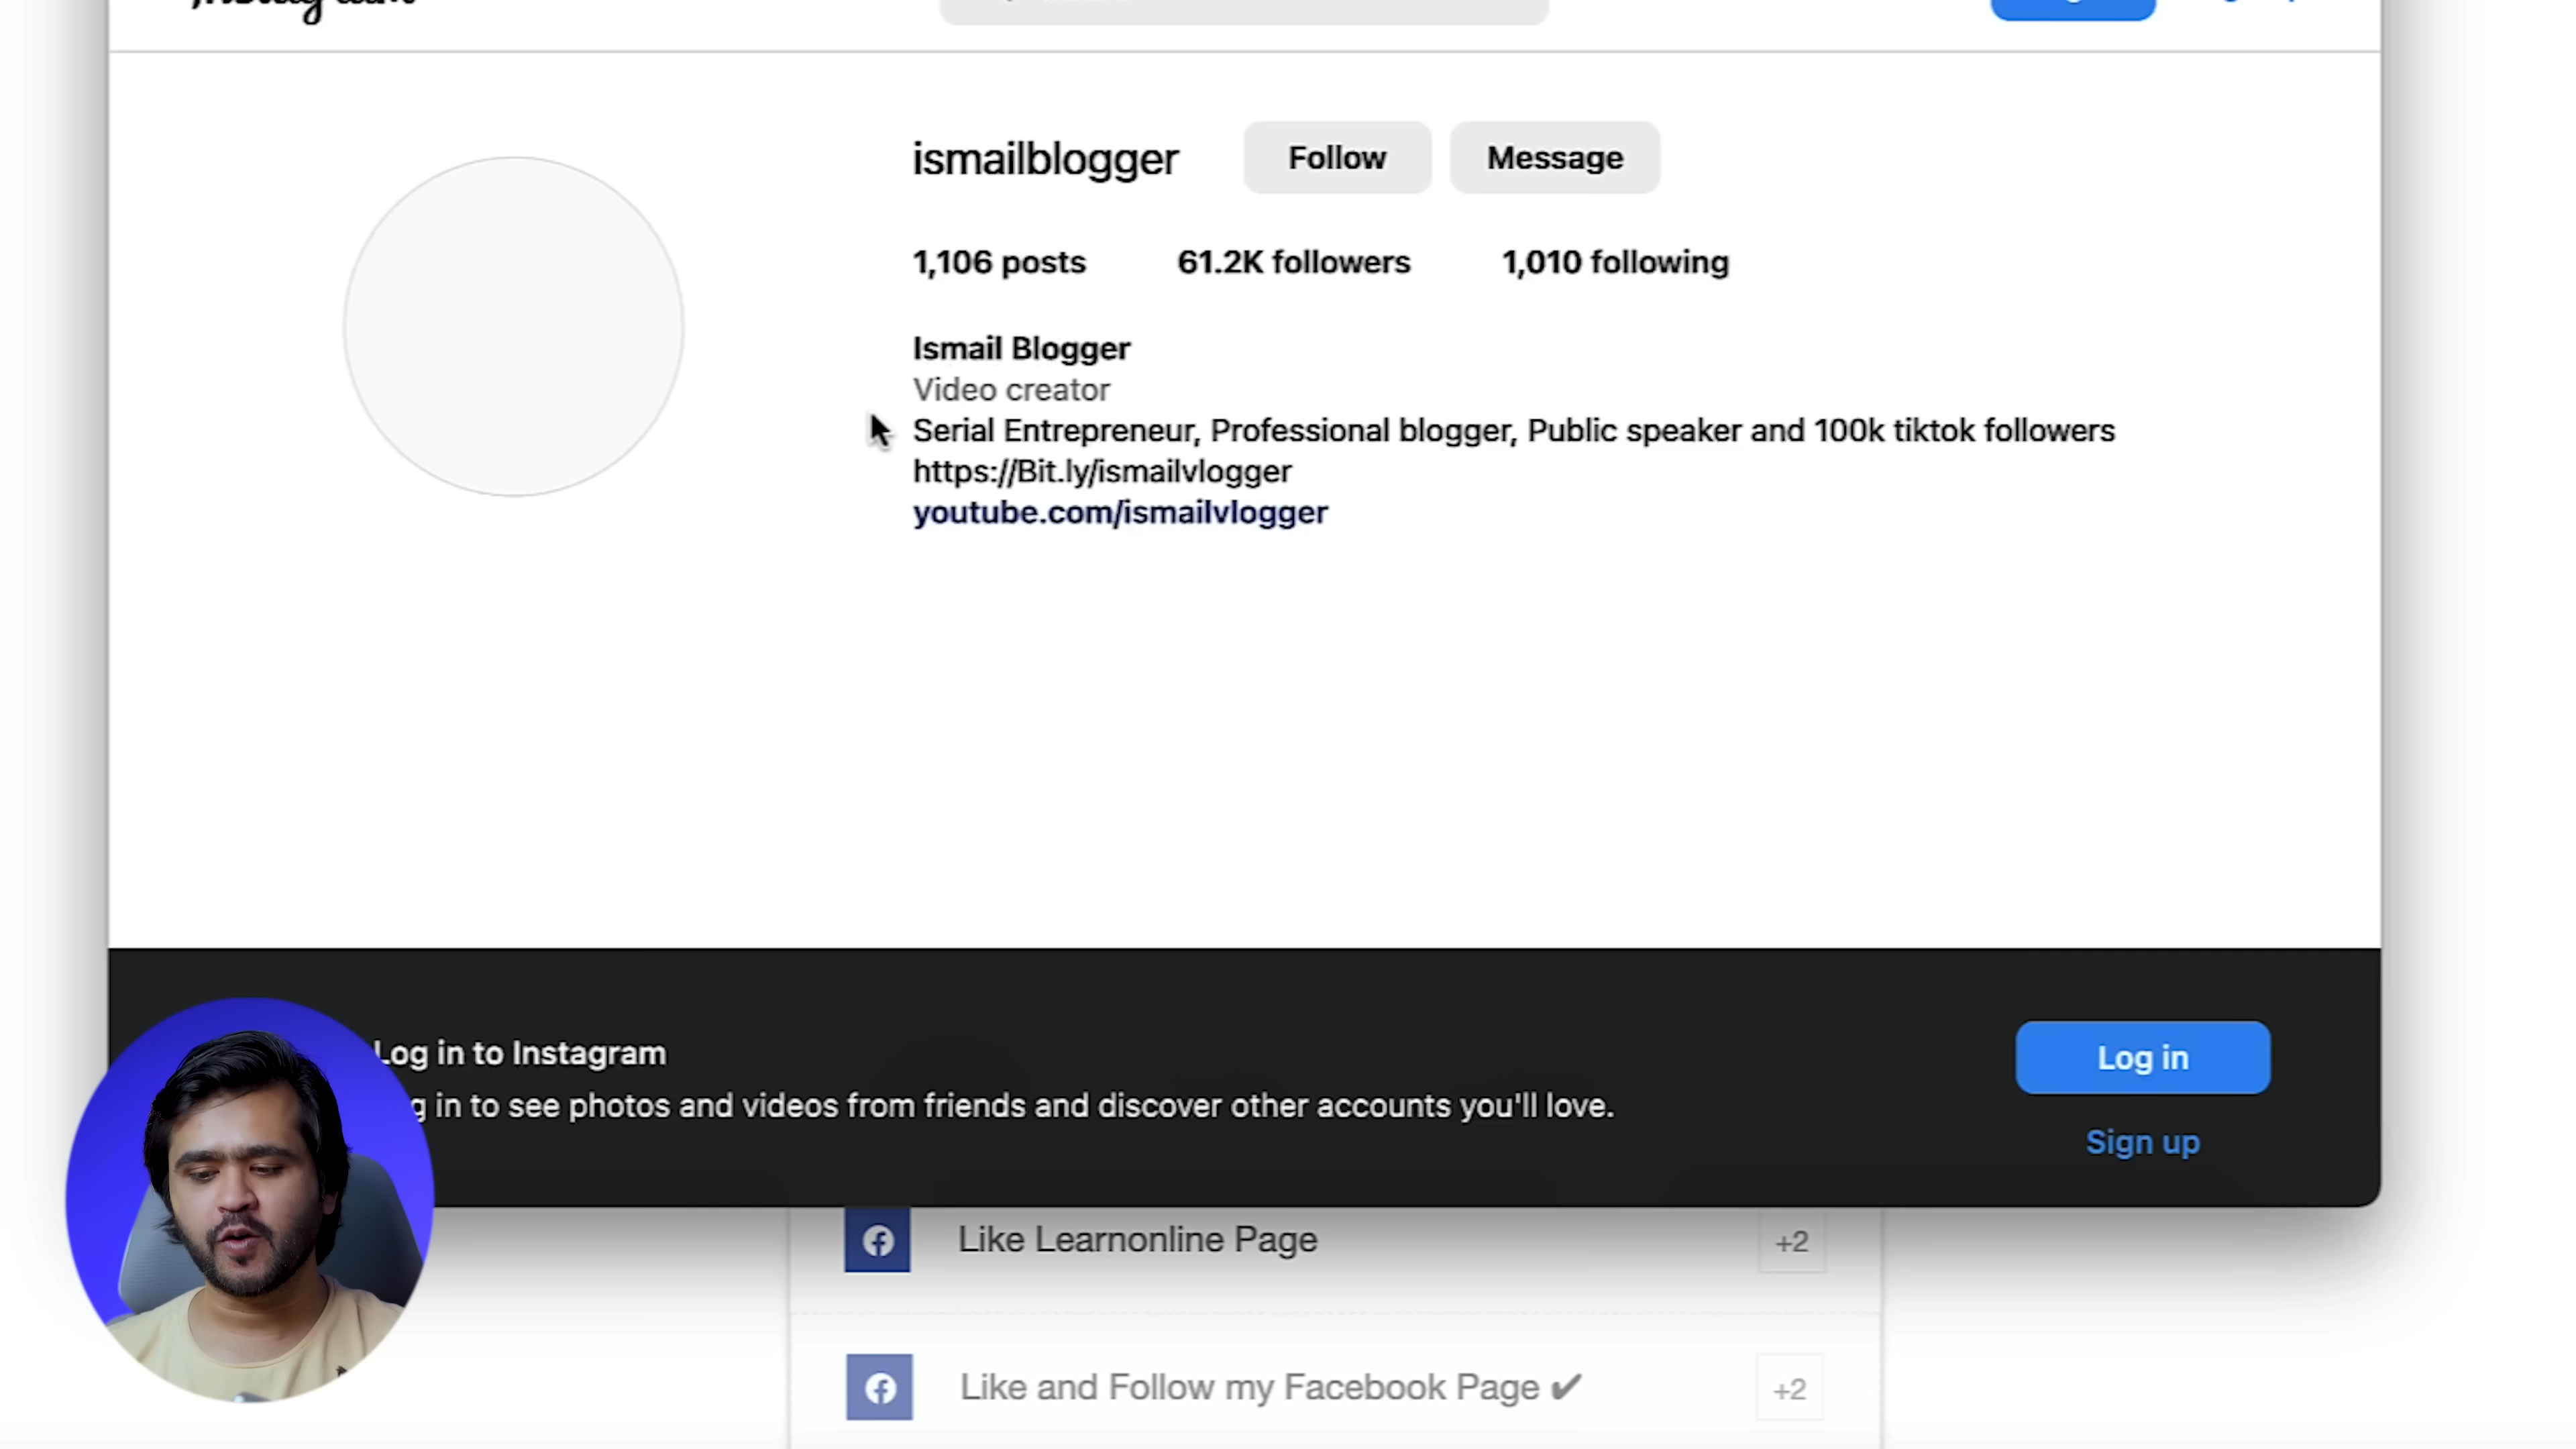 ismailblogger Follow Message
1,106 posts 61.2K followers 1,010 following
Ismail Blogger
Video creator
Serial Entrepreneur, Professional blogger, Public speaker and 100k tiktok followers
https://Bit.ly/ismailvlogger
youtube.com/ismailvlogger
Log in to Instagram
in to see photos and videos from friends and discover other accounts you'll love.
Log in
Sign up
Like Learnonline Page +2
Like and Follow my Facebook Page ✔ +2